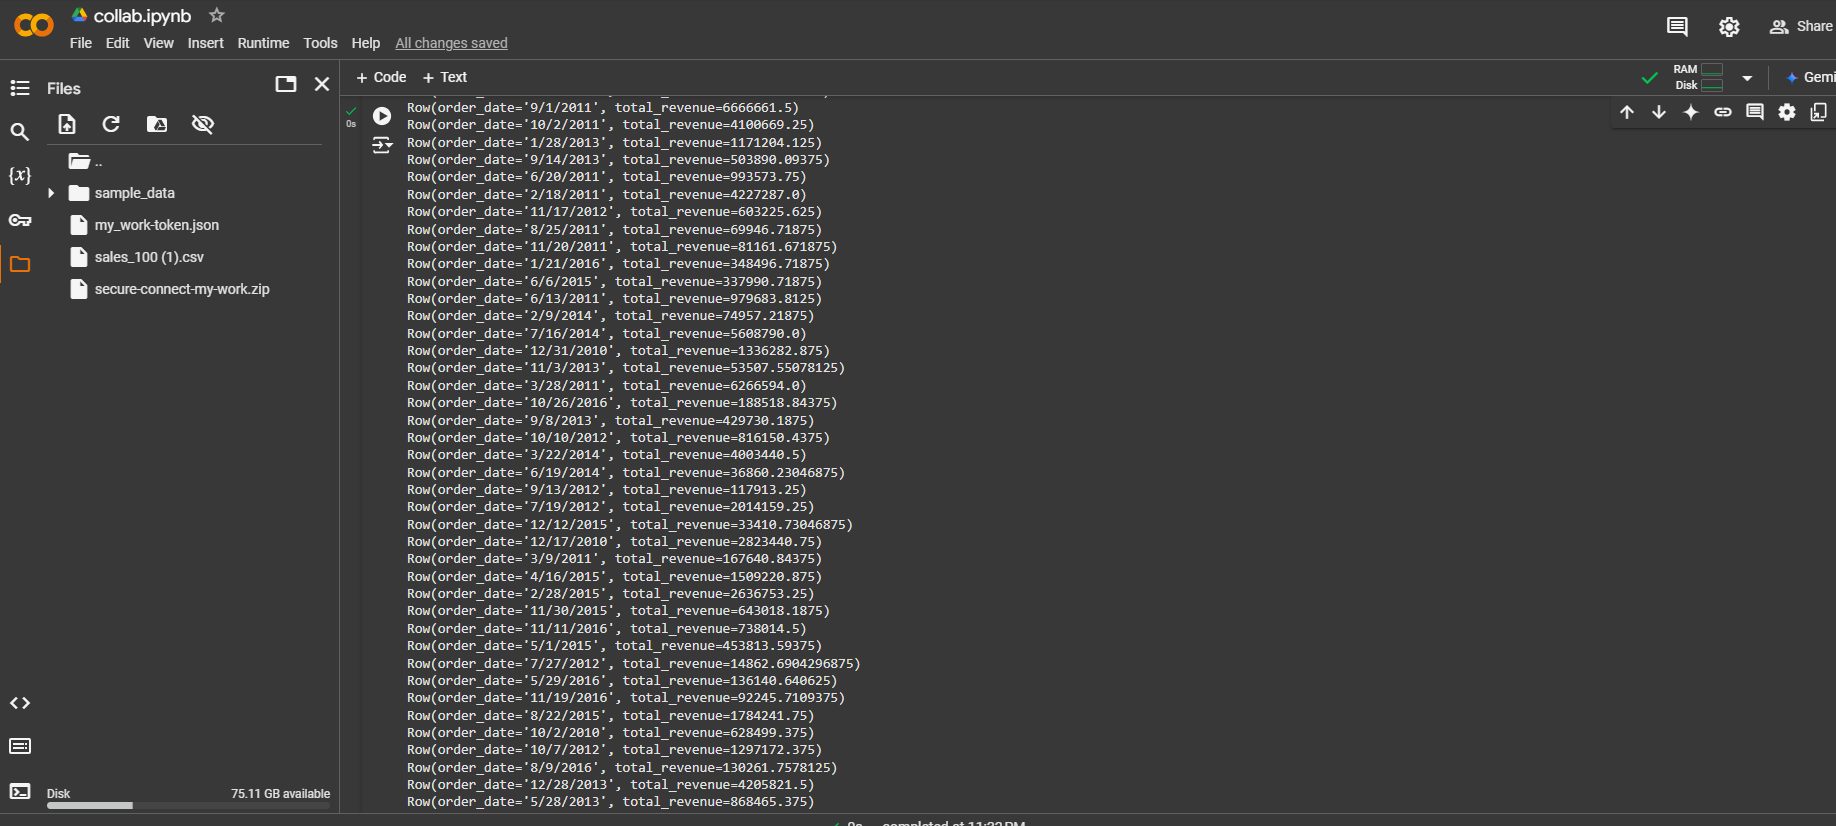 collab.ipynb
File Edit View Insert Runtime Tools Help All changes saved
Share
Files
+ Code + Text
RAM
Disk
Gemi
..
sample_data
my_work-token.json
sales_100 (1).csv
secure-connect-my-work.zip
{x}
Disk 75.11 GB available
0s
Row(order_date='9/1/2011', total_revenue=6666661.5)
Row(order_date='10/2/2011', total_revenue=4100669.25)
Row(order_date='1/28/2013', total_revenue=1171204.125)
Row(order_date='9/14/2013', total_revenue=503890.09375)
Row(order_date='6/20/2011', total_revenue=993573.75)
Row(order_date='2/18/2011', total_revenue=4227287.0)
Row(order_date='11/17/2012', total_revenue=603225.625)
Row(order_date='8/25/2011', total_revenue=69946.71875)
Row(order_date='11/20/2011', total_revenue=81161.671875)
Row(order_date='1/21/2016', total_revenue=348496.71875)
Row(order_date='6/6/2015', total_revenue=337990.71875)
Row(order_date='6/13/2011', total_revenue=979683.8125)
Row(order_date='2/9/2014', total_revenue=74957.21875)
Row(order_date='7/16/2014', total_revenue=5608790.0)
Row(order_date='12/31/2010', total_revenue=1336282.875)
Row(order_date='11/3/2013', total_revenue=53507.55078125)
Row(order_date='3/28/2011', total_revenue=6266594.0)
Row(order_date='10/26/2016', total_revenue=188518.84375)
Row(order_date='9/8/2013', total_revenue=429730.1875)
Row(order_date='10/10/2012', total_revenue=816150.4375)
Row(order_date='3/22/2014', total_revenue=4003440.5)
Row(order_date='6/19/2014', total_revenue=36860.23046875)
Row(order_date='9/13/2012', total_revenue=117913.25)
Row(order_date='7/19/2012', total_revenue=2014159.25)
Row(order_date='12/12/2015', total_revenue=33410.73046875)
Row(order_date='12/17/2010', total_revenue=2823440.75)
Row(order_date='3/9/2011', total_revenue=167640.84375)
Row(order_date='4/16/2015', total_revenue=1509220.875)
Row(order_date='2/28/2015', total_revenue=2636753.25)
Row(order_date='11/30/2015', total_revenue=643018.1875)
Row(order_date='11/11/2016', total_revenue=738014.5)
Row(order_date='5/1/2015', total_revenue=453813.59375)
Row(order_date='7/27/2012', total_revenue=14862.6904296875)
Row(order_date='5/29/2016', total_revenue=136140.640625)
Row(order_date='11/19/2016', total_revenue=92245.7109375)
Row(order_date='8/22/2015', total_revenue=1784241.75)
Row(order_date='10/2/2010', total_revenue=628499.375)
Row(order_date='10/7/2012', total_revenue=1297172.375)
Row(order_date='8/9/2016', total_revenue=130261.7578125)
Row(order_date='12/28/2013', total_revenue=4205821.5)
Row(order_date='5/28/2013', total_revenue=868465.375)
0s completed at 11:32 PM